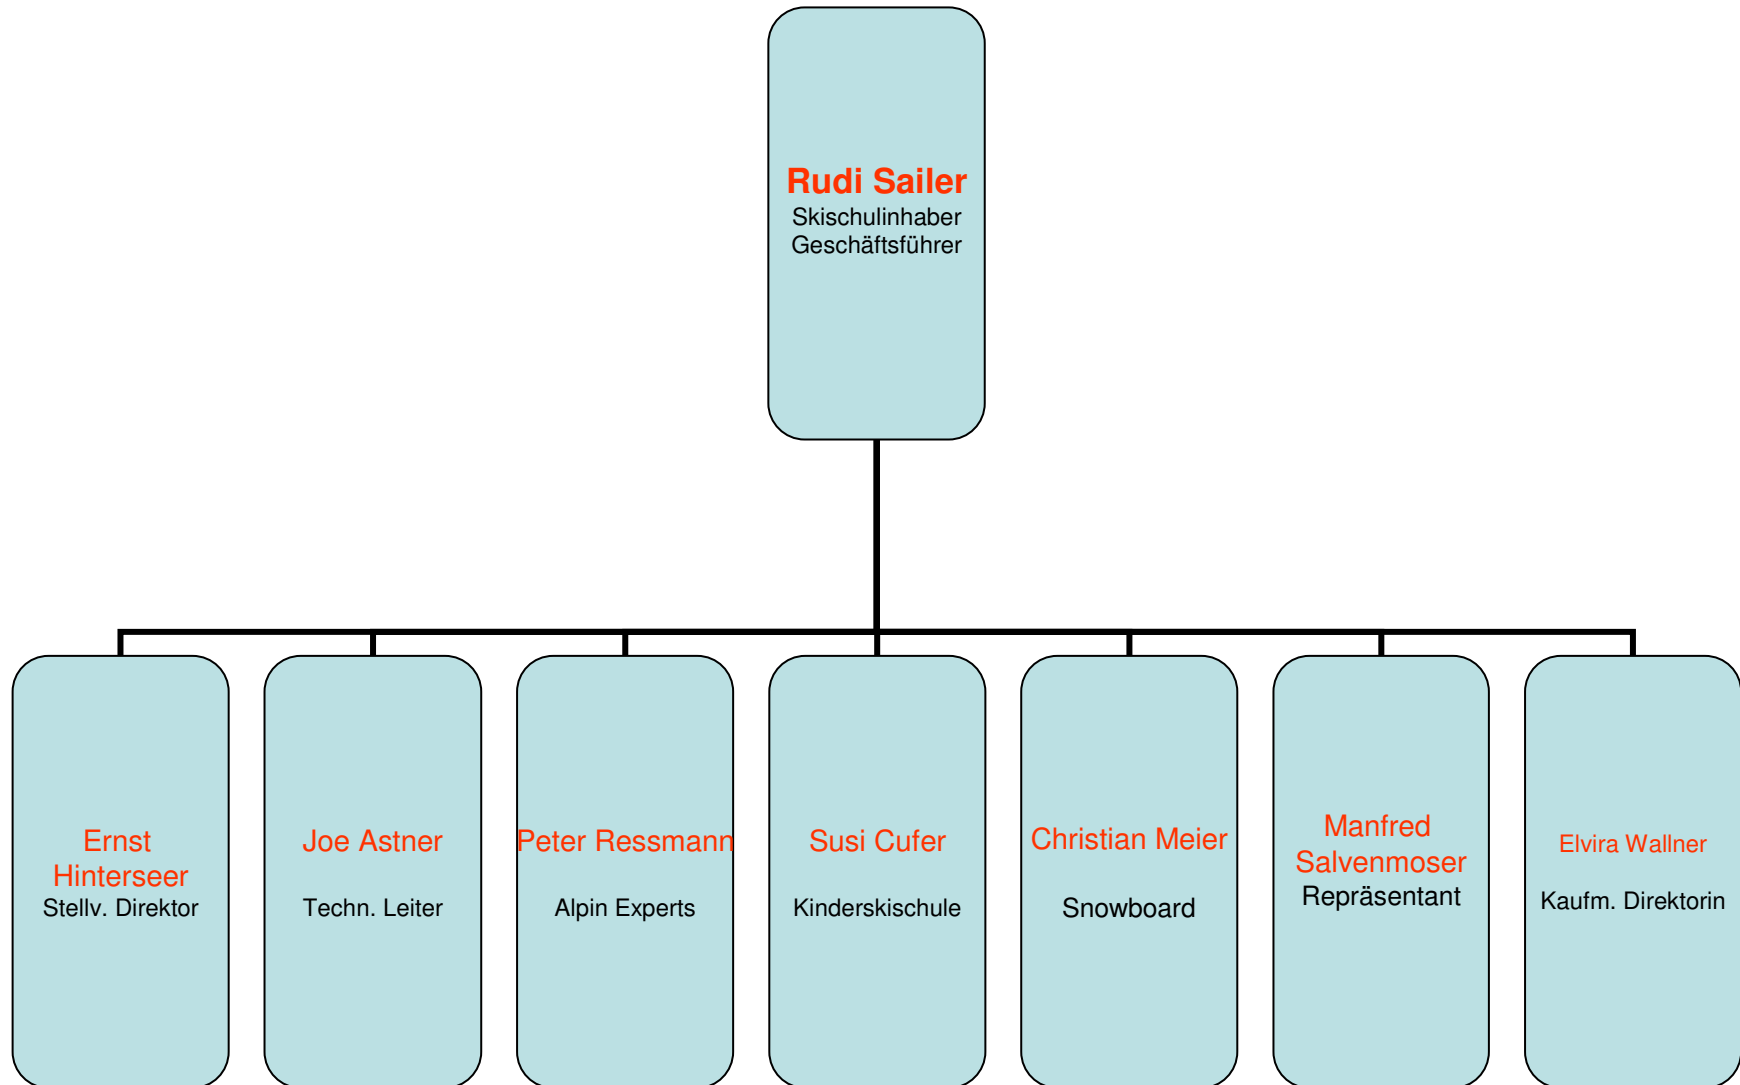 Rudi Sailer
Skischulinhaber
Geschäftsführer
Ernst
Hinterseer
Stellv. Direktor
Joe Astner
Techn. Leiter
Peter Ressmann
Alpin Experts
Susi Cufer
Kinderskischule
Christian Meier
Snowboard
Manfred
Salvenmoser
Repräsentant
Elvira Wallner
Kaufm. Direktorin